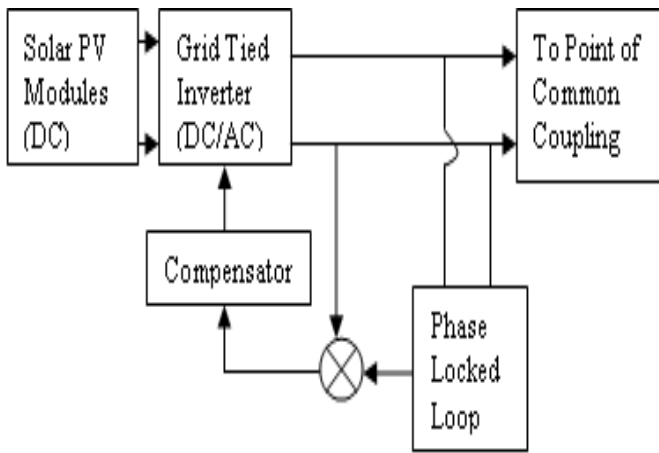 Solar PV
Modules
(DC)
Grid Tied
Inverter
(DC/AC)
To Point of
Common
Coupling
Compensator
Phase
Locked
Loop